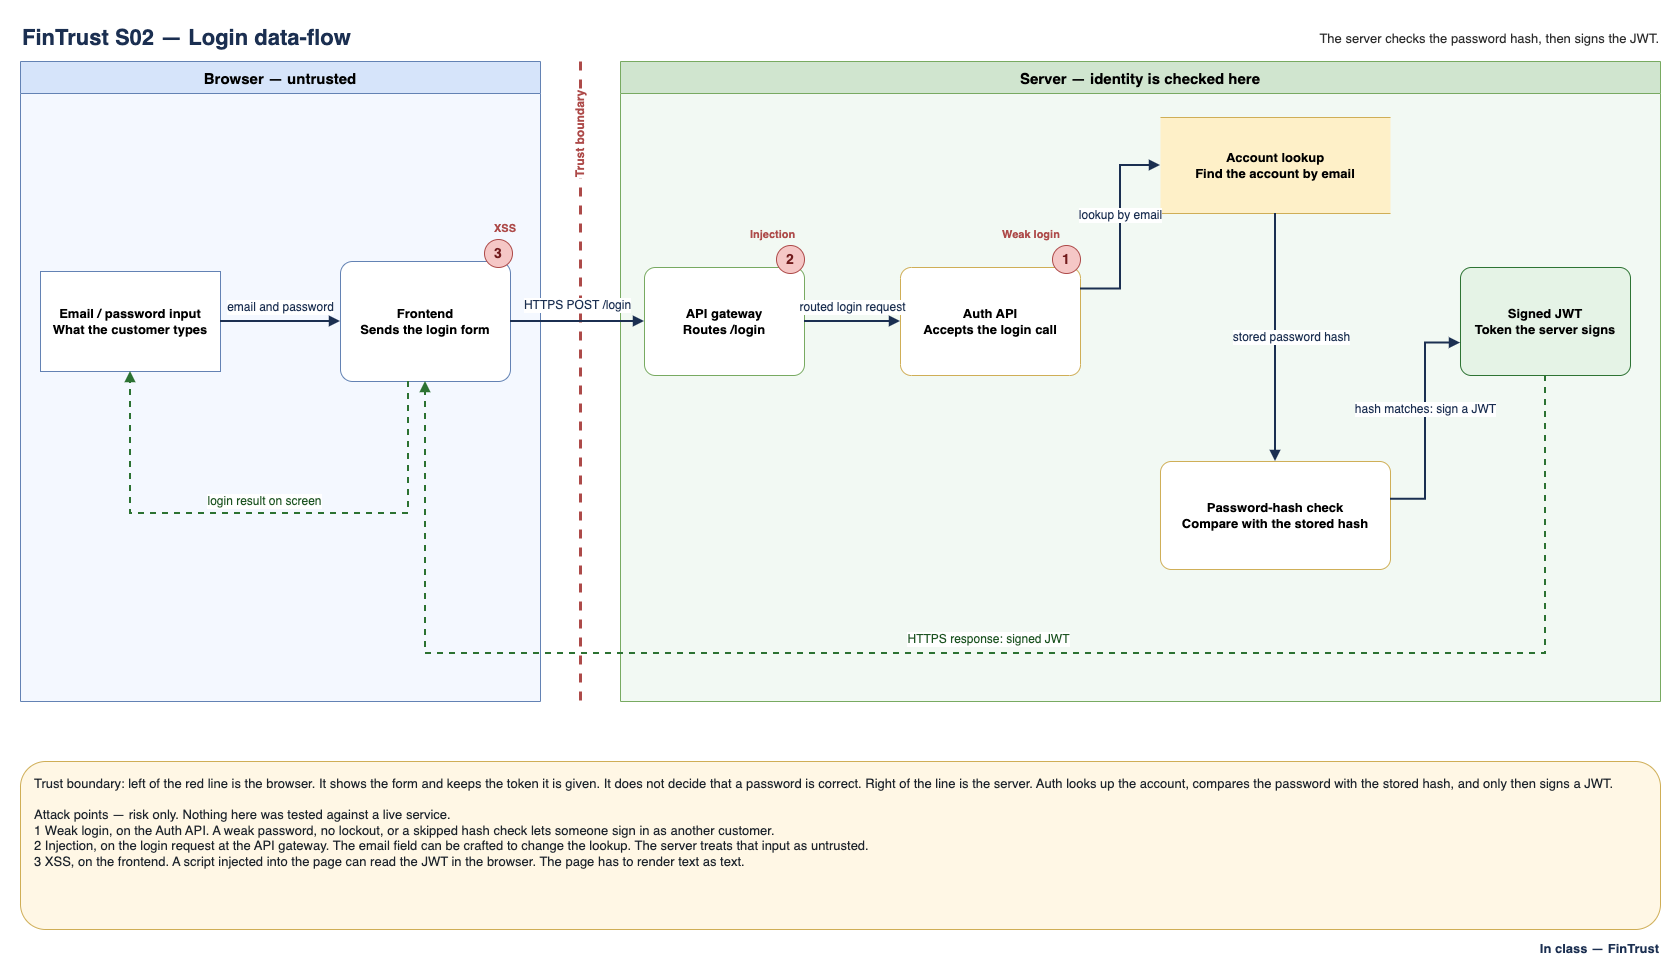 FinTrust S02 — Login data-flow
The server checks the password hash, then signs the JWT.
Browser — untrusted
Trust boundary
Server — identity is checked here
Account lookup
Find the account by email
lookup by email
XSS
3
Injection
2
Weak login
1
Email / password input
What the customer types
email and password
Frontend
Sends the login form
HTTPS POST /login
API gateway
Routes /login
routed login request
Auth API
Accepts the login call
stored password hash
Signed JWT
Token the server signs
hash matches: sign a JWT
login result on screen
Password-hash check
Compare with the stored hash
HTTPS response: signed JWT
Trust boundary: left of the red line is the browser. It shows the form and keeps the token it is given. It does not decide that a password is correct. Right of the line is the server. Auth looks up the account, compares the password with the stored hash, and only then signs a JWT.
Attack points — risk only. Nothing here was tested against a live service.
1 Weak login, on the Auth API. A weak password, no lockout, or a skipped hash check lets someone sign in as another customer.
2 Injection, on the login request at the API gateway. The email field can be crafted to change the lookup. The server treats that input as untrusted.
3 XSS, on the frontend. A script injected into the page can read the JWT in the browser. The page has to render text as text.
In class — FinTrust